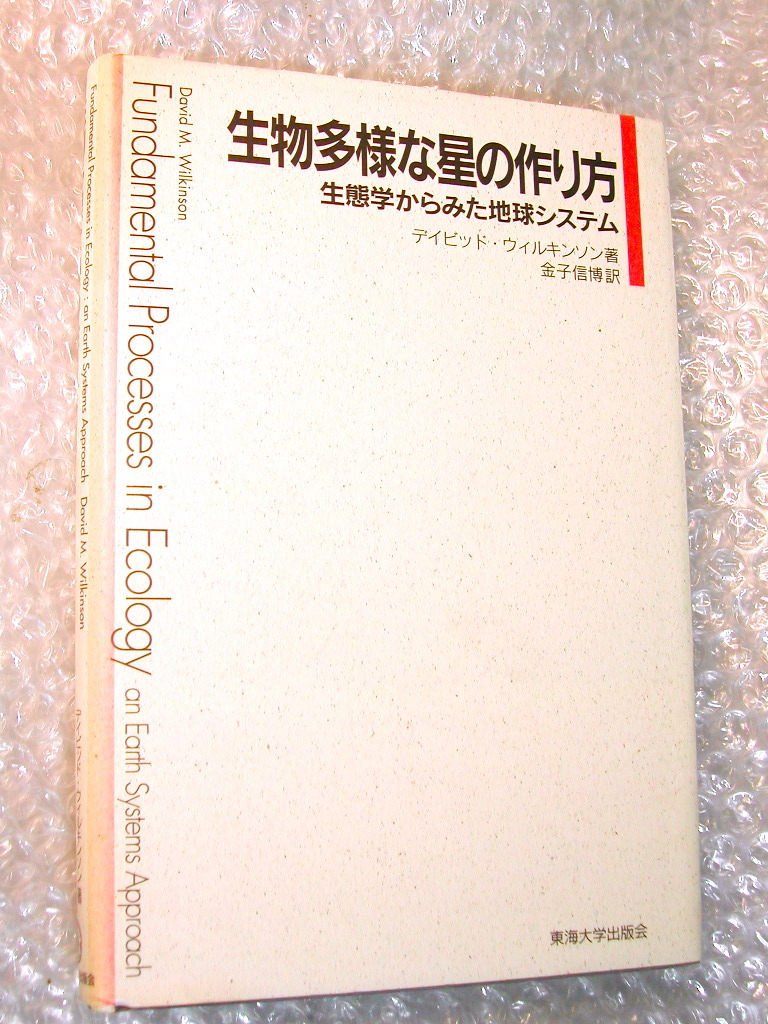 生物多様な星の作り方
生態学からみた地球システム
デイビッド・ウィルキンソン著
金子信博訳
David M. Wilkinson
Fundamental Processes in Ecology an Earth Systems Approach
東海大学出版会
Fundamental Processes in Ecology : an Earth Systems Approach David M. Wilkinson